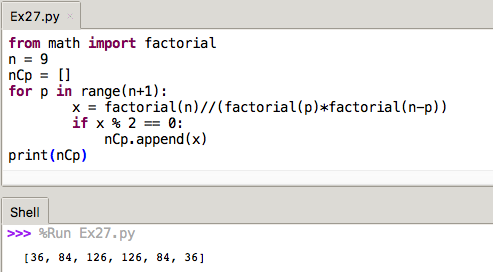 Ex27.py
from math import factorial
n = 9
nCp = []
for p in range(n+1):
        x = factorial(n)//(factorial(p)*factorial(n-p))
        if x % 2 == 0:
            nCp.append(x)
print(nCp)
Shell
>>> %Run Ex27.py
[36, 84, 126, 126, 84, 36]